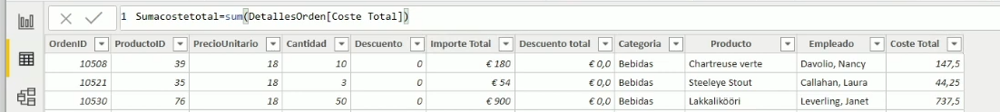 1 Sumacostetotal=sum(DetallesOrden[Coste Total])
OrdenID ProductoID PrecioUnitario Cantidad Descuento Importe Total Descuento total Categoria Producto Empleado Coste Total
10508 39 18 10 0 € 180 € 0,0 Bebidas Chartreuse verte Davolio, Nancy 147,5
10521 35 18 3 0 € 54 € 0,0 Bebidas Steeleye Stout Callahan, Laura 44,25
10530 76 18 50 0 € 900 € 0,0 Bebidas Lakkalikööri Leverling, Janet 737,5